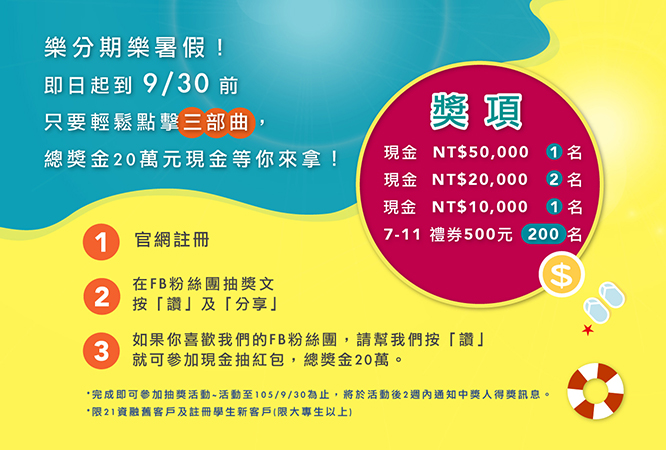 樂分期樂暑假！
即日起到 9/30 前
只要輕鬆點擊三部曲，
總獎金20萬元現金等你來拿！
獎項
現金 NT$50,000 1名
現金 NT$20,000 2名
現金 NT$10,000 1名
7-11 禮券500元 200名
$
1 官網註冊
2 在FB粉絲團抽獎文
按「讚」及「分享」
3 如果你喜歡我們的FB粉絲團，請幫我們按「讚」
就可參加現金抽紅包，總獎金20萬。
*完成即可參加抽獎活動~活動至105/9/30為止，將於活動後2週內通知中獎人得獎訊息。
*限21資融舊客戶及註冊學生新客戶(限大專生以上)